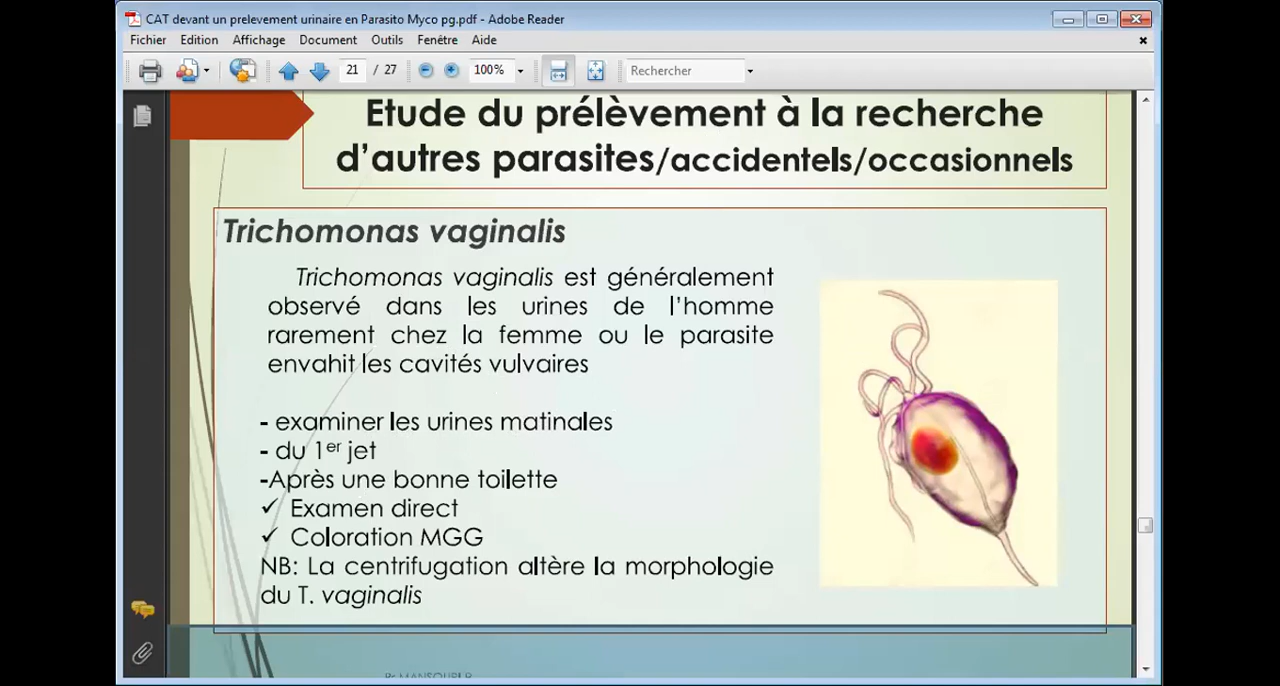 CAT devant un prelevement urinaire en Parasito Myco pg.pdf - Adobe Reader
Fichier Edition Affichage Document Outils Fenêtre Aide
21 / 27 100% Rechercher
Etude du prélèvement à la recherche
d'autres parasites/accidentels/occasionnels
Trichomonas vaginalis
Trichomonas vaginalis est généralement
observé dans les urines de l'homme
rarement chez la femme ou le parasite
envahit les cavités vulvaires
- examiner les urines matinales
- du 1er jet
-Après une bonne toilette
✓ Examen direct
✓ Coloration MGG
NB: La centrifugation altère la morphologie
du T. vaginalis